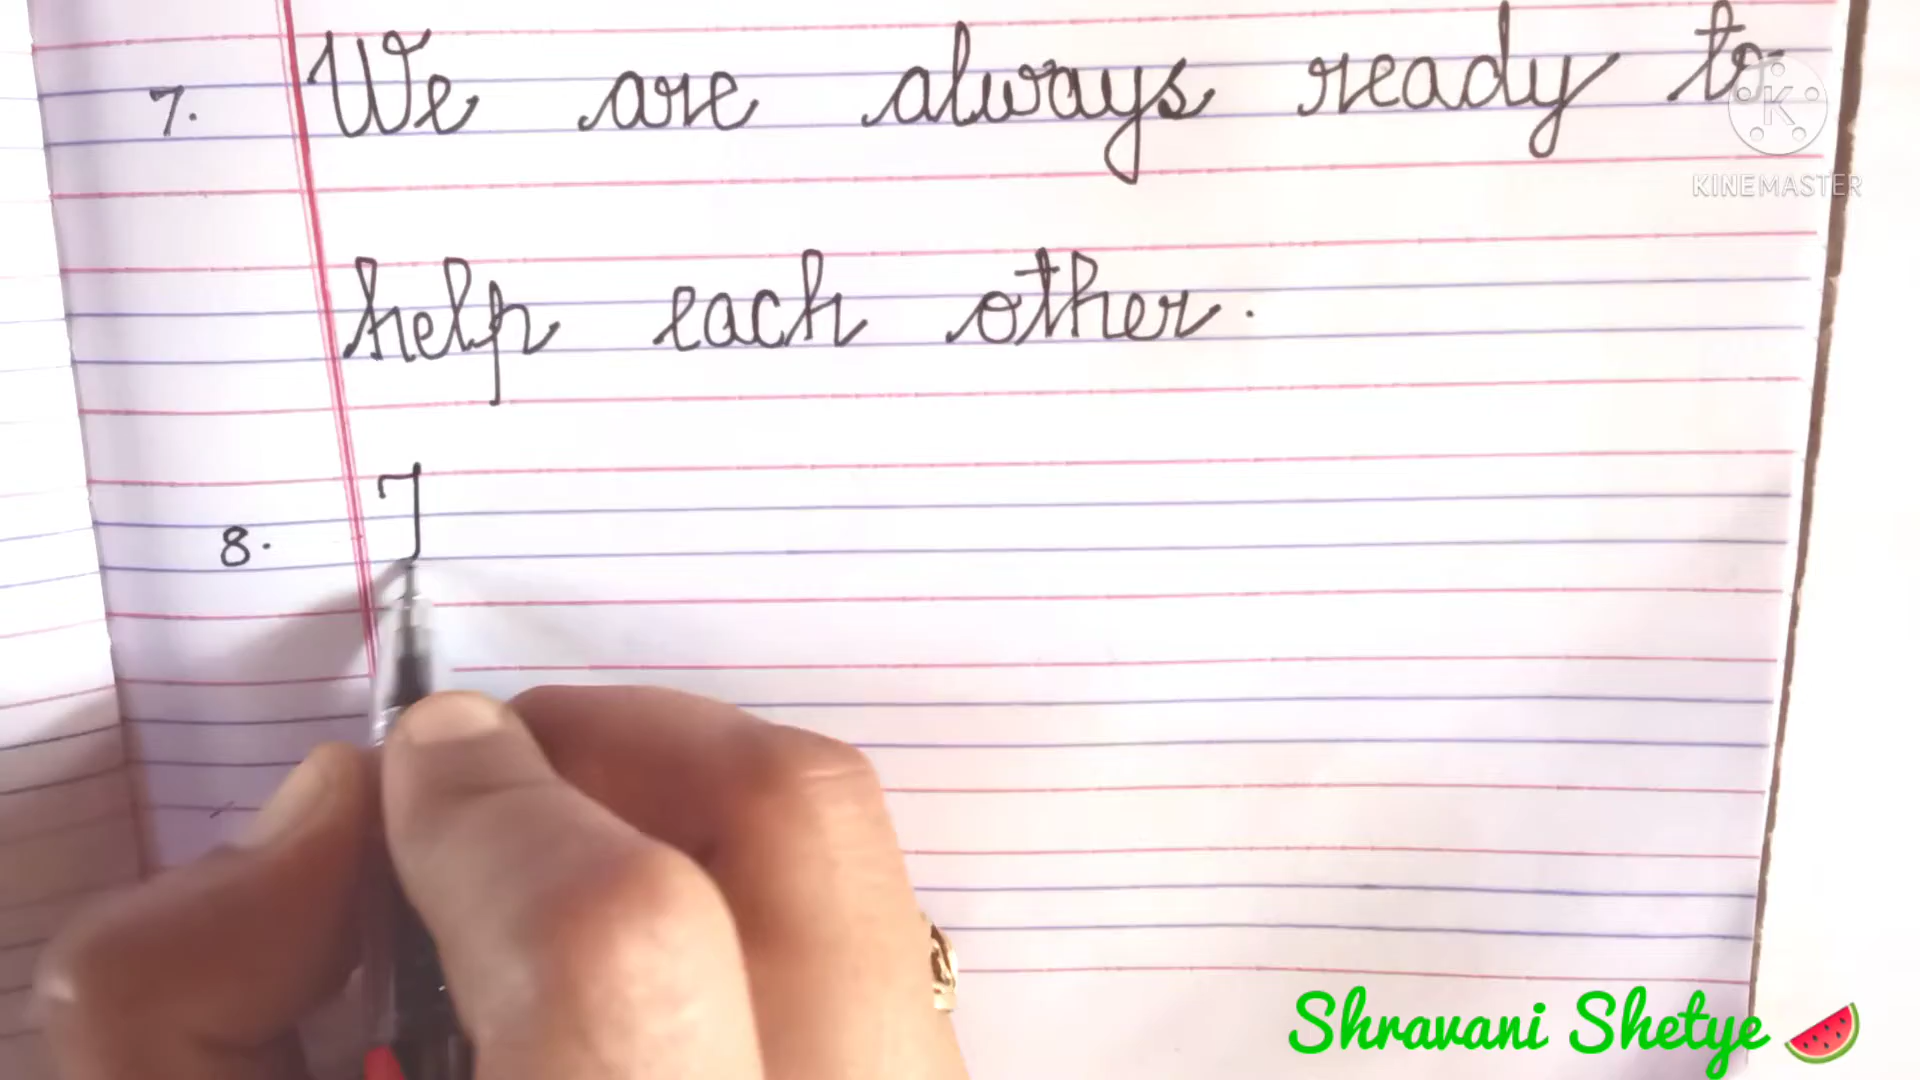 7. We are always ready to
KINEMASTER
help each other.
8.
Shravani Shetye